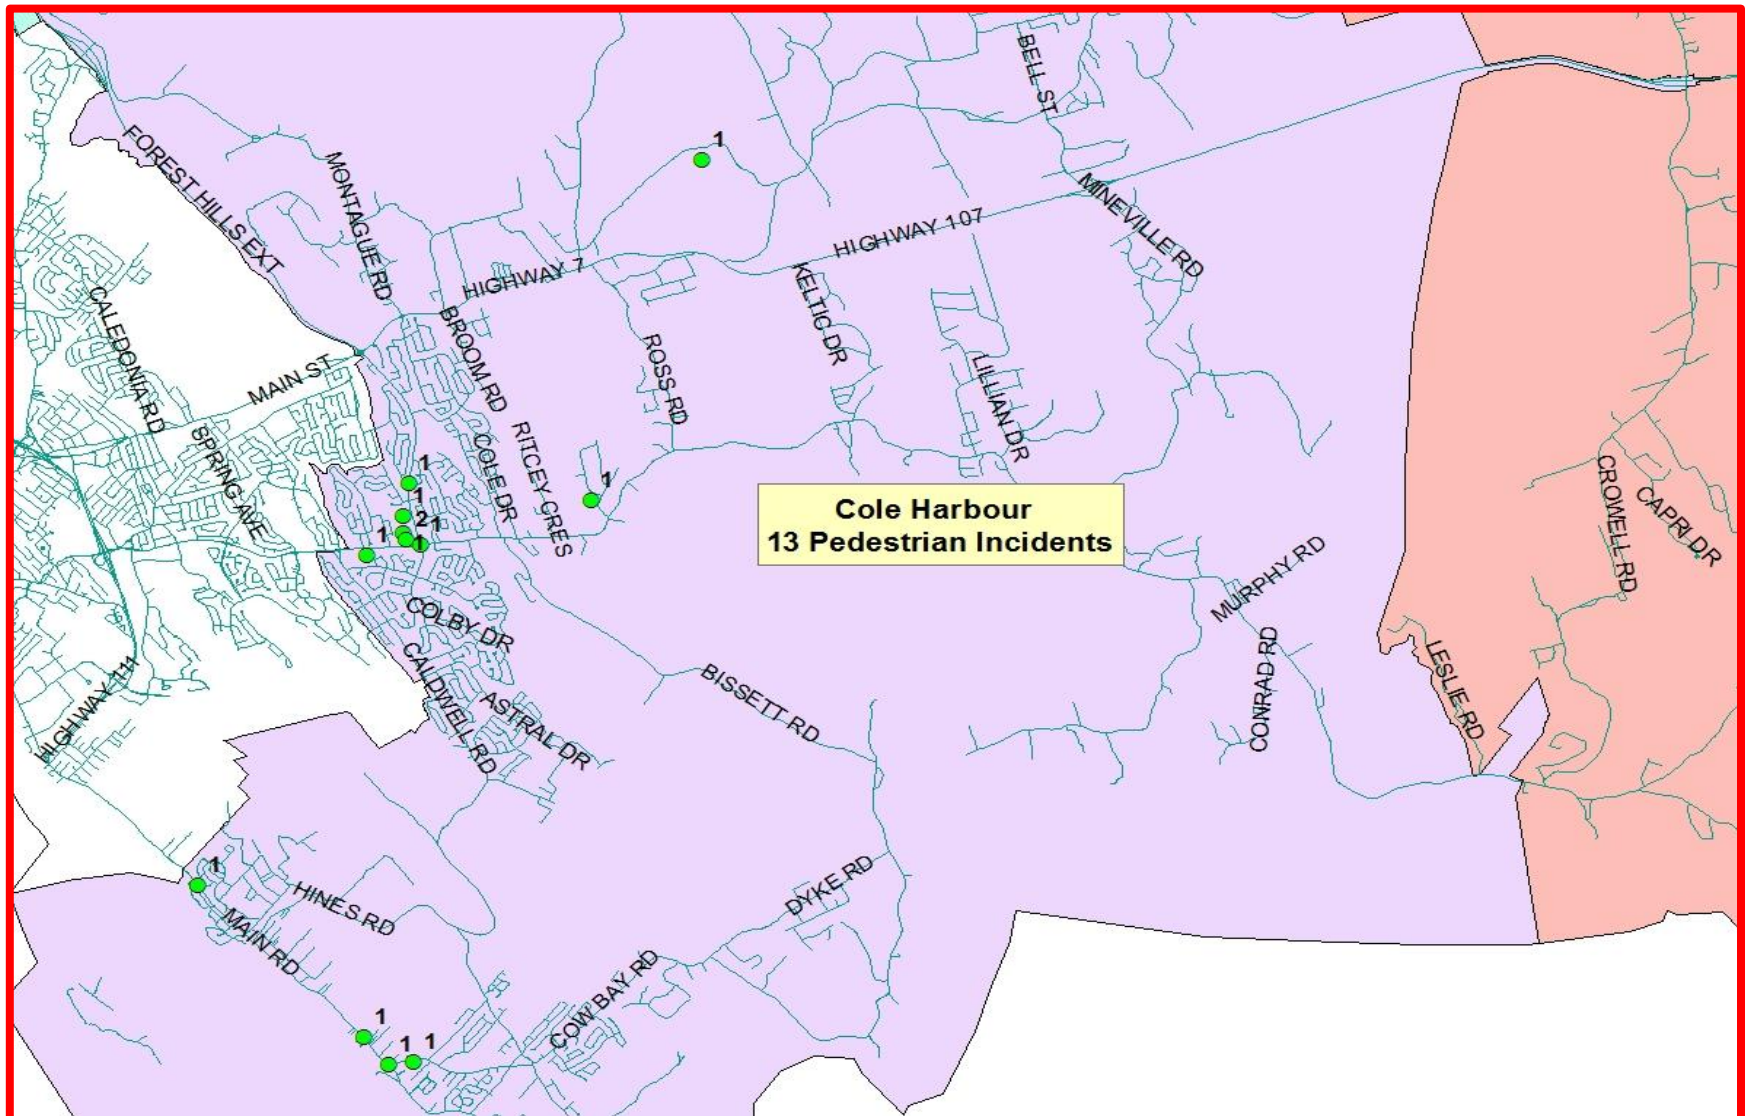 BELL ST
1
FOREST HILLS EXT
MONTAGUE RD
MINEVILLE RD
HIGHWAY 107
HIGHWAY 7
KELTIC DR
CALEDONIA RD
BROOM RD
ROSS RD
MAIN ST
LILLIAN DR
SPRING AVE
COLE DR
RITCEY CRES
CROWELL RD
CAPRI DR
1
1
1
Cole Harbour
13 Pedestrian Incidents
2
1
1
1
MURPHY RD
COLBY DR
CONRAD RD
LESLIE RD
CALDWELL RD
BISSETT RD
HIGHWAY 111
ASTRAL DR
1
HINES RD
DYKE RD
MAIN RD
COW BAY RD
1
1
1